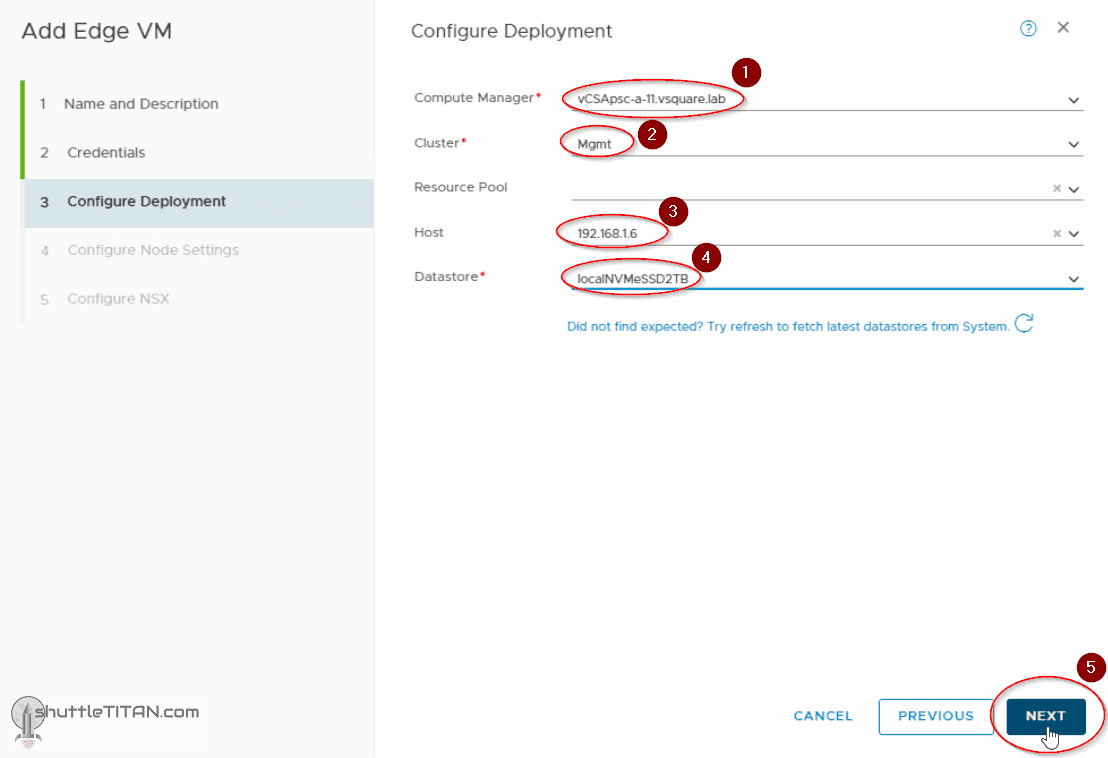 Add Edge VM
1 Name and Description
2 Credentials
3 Configure Deployment
4 Configure Node Settings
5 Configure NSX
Configure Deployment
?
1
Compute Manager* vCSApsc-a-11.vsquare.lab
2
Cluster* Mgmt
Resource Pool
3
Host 192.168.1.6
4
Datastore* localNVMeSSD2TB
Did not find expected? Try refresh to fetch latest datastores from System.
5
CANCEL PREVIOUS NEXT
shuttleTITAN.com